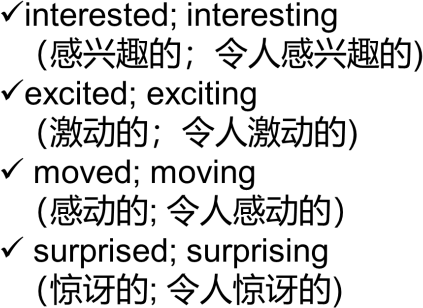 ✓interested; interesting
(感兴趣的；令人感兴趣的)
✓excited; exciting
(激动的；令人激动的)
✓ moved; moving
（感动的; 令人感动的）
✓ surprised; surprising
（惊讶的; 令人惊讶的）